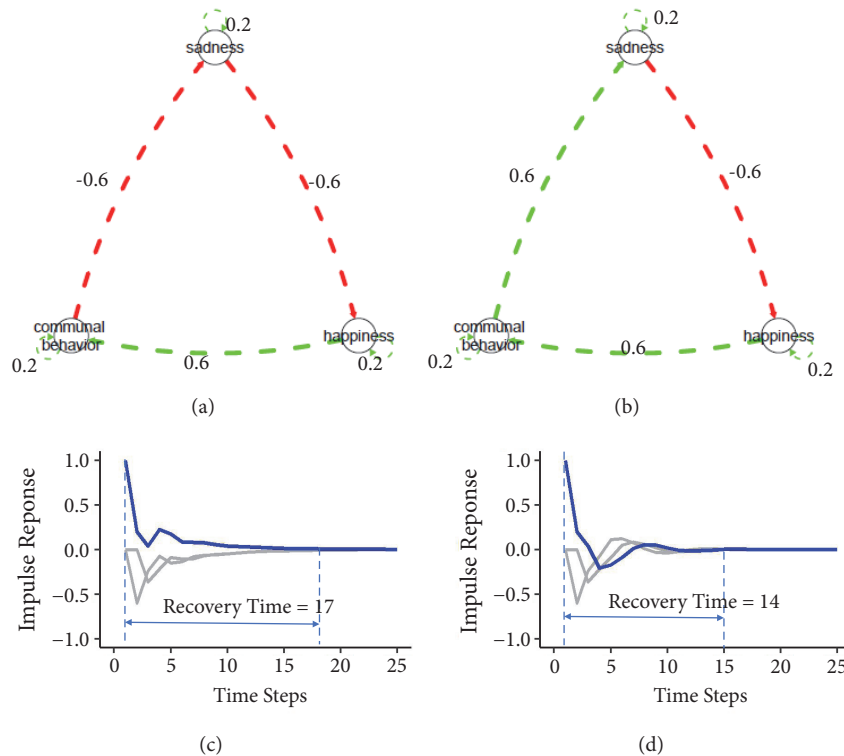 0.2
sadness
-0.6
-0.6
communal
behavior
happiness
0.2
0.6
0.2
(a)
0.2
sadness
0.6
-0.6
communal
behavior
happiness
0.2
0.6
0.2
(b)
Impulse Reponse
1.0
0.5
0.0
−0.5
−1.0
Recovery Time = 17
0 5 10 15 20 25
Time Steps
(c)
Impulse Reponse
1.0
0.5
0.0
−0.5
−1.0
Recovery Time = 14
0 5 10 15 20 25
Time Steps
(d)